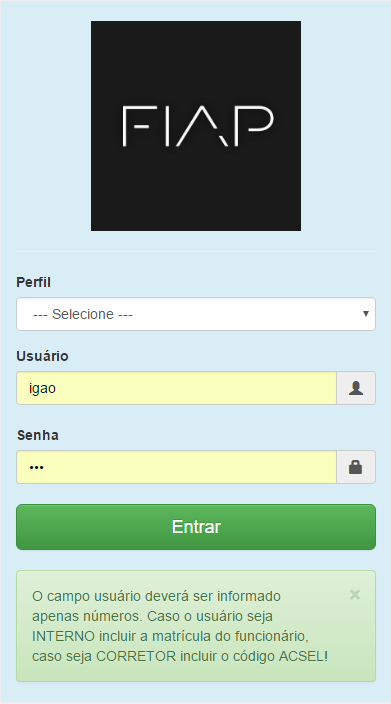 FIAP
Perfil
--- Selecione ---
Usuário
igao
Senha
•••
Entrar
O campo usuário deverá ser informado
apenas números. Caso o usuário seja
INTERNO incluir a matrícula do funcionário,
caso seja CORRETOR incluir o código ACSEL!
×